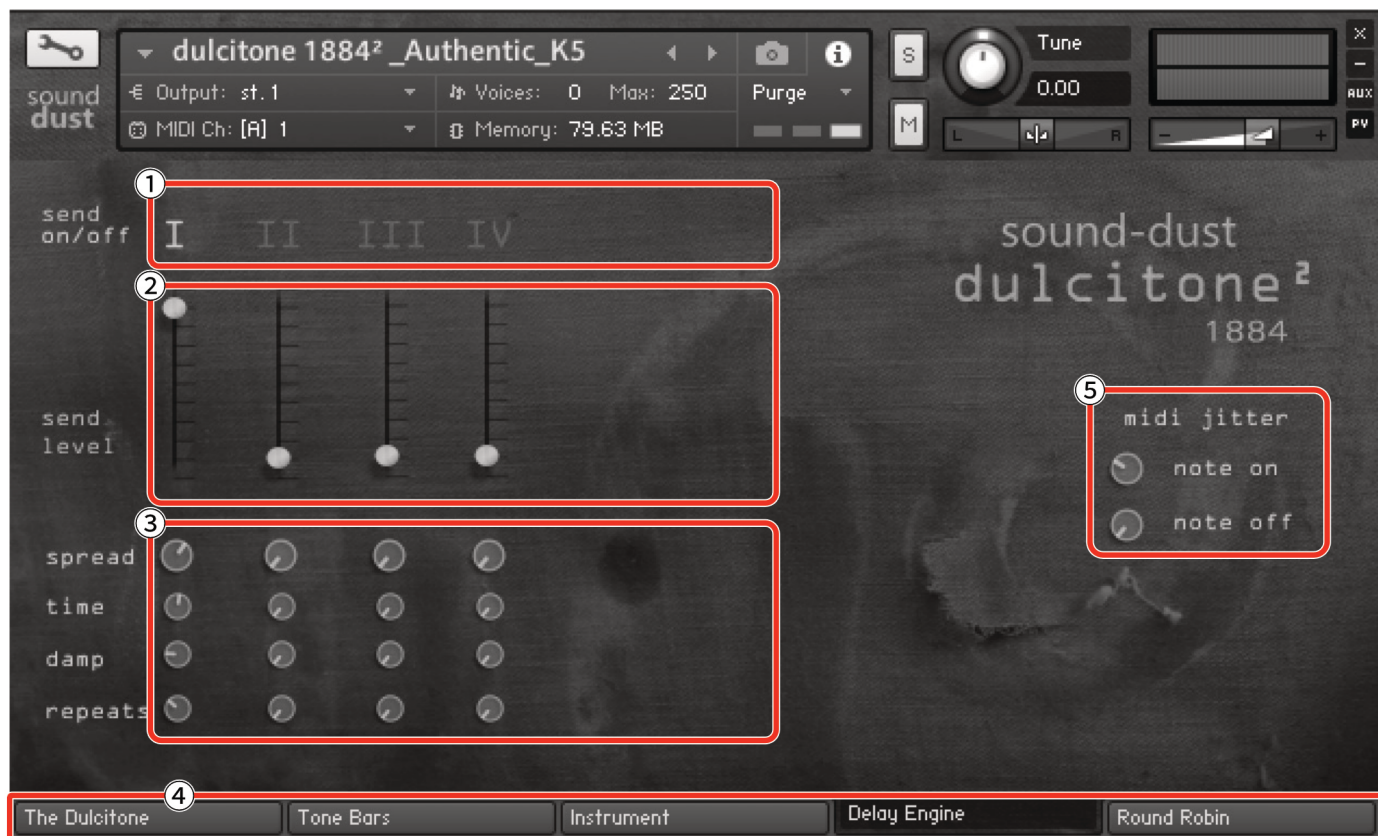 dulcitone 1884² _Authentic_K5
sound
dust
Output: st.1
Voices: 0 Max: 250
Purge
MIDI Ch: [A] 1
Memory: 79.63 MB
S
M
Tune
0.00
L
R
-
+
×
-
AUX
PV
1
send
on/off
I II III IV
sound-dust
dulcitone²
1884
2
send
level
5
midi jitter
note on
note off
3
spread
time
damp
repeats
4
The Dulcitone
Tone Bars
Instrument
Delay Engine
Round Robin